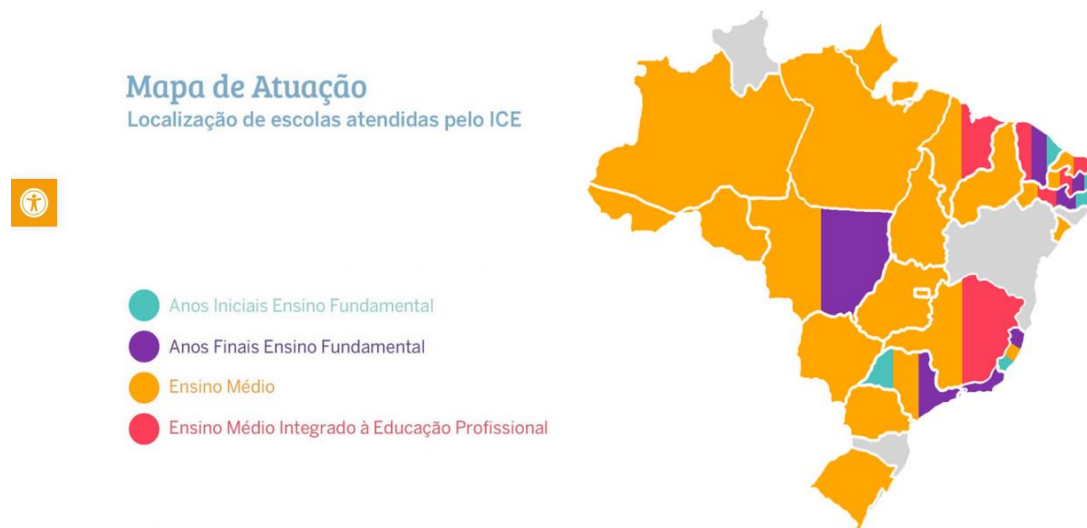 Mapa de Atuação
Localização de escolas atendidas pelo ICE
Anos Iniciais Ensino Fundamental
Anos Finais Ensino Fundamental
Ensino Médio
Ensino Médio Integrado à Educação Profissional